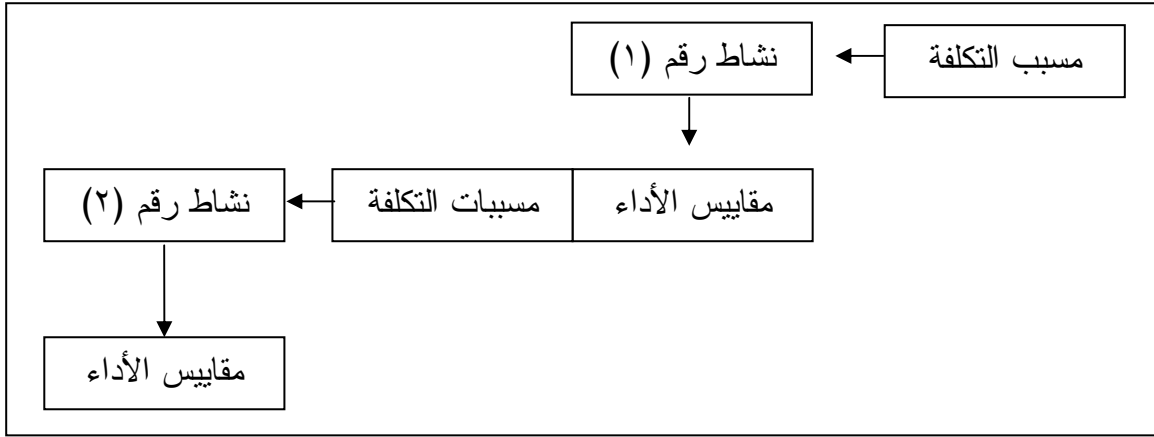 مسبب التكلفة
نشاط رقم (١)
مقاييس الأداء
مسببات التكلفة
نشاط رقم (٢)
مقاييس الأداء